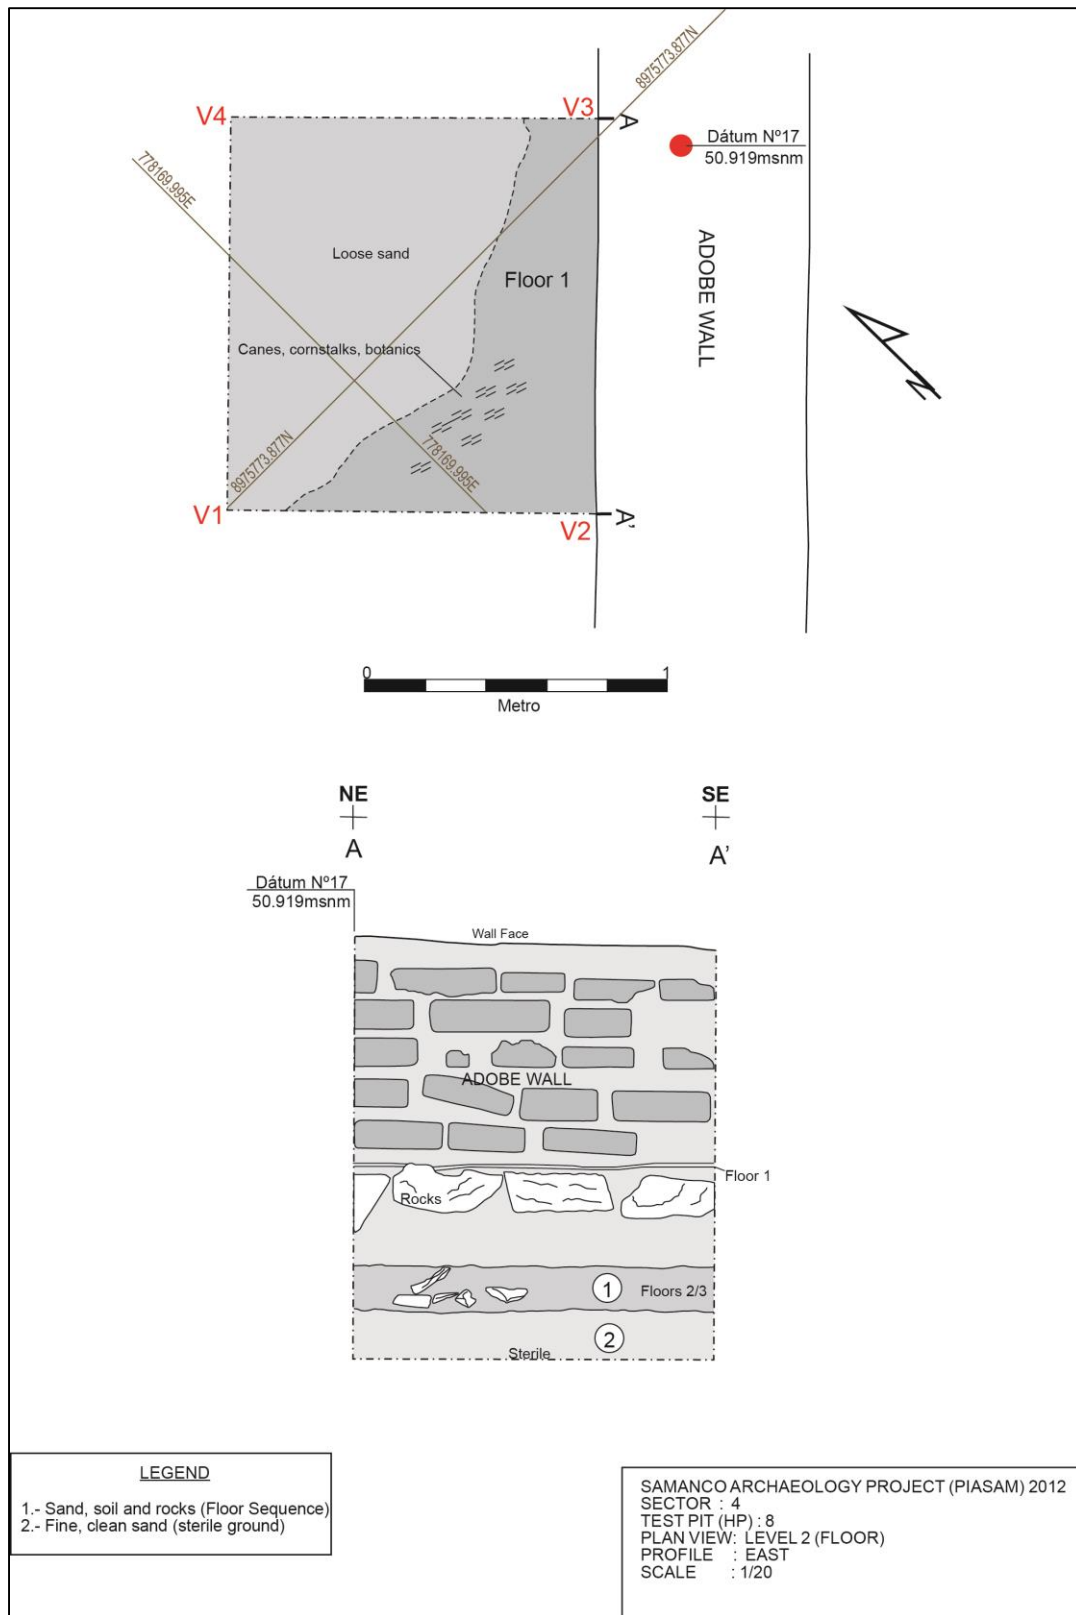 8975773.877N
V4
V3
A
Dátum Nº17
50.919msnm
778169.995E
Loose sand
ADOBE WALL
Floor 1
Canes, cornstalks, botanics
N
8975773.877N
778169.995E
V1
V2
A'
0 1
Metro
NE SE
A A'
Dátum Nº17
50.919msnm
Wall Face
ADOBE WALL
Floor 1
Rocks
1 Floors 2/3
2
Sterile
LEGEND
1.- Sand, soil and rocks (Floor Sequence)
2.- Fine, clean sand (sterile ground)
SAMANCO ARCHAEOLOGY PROJECT (PIASAM) 2012
SECTOR : 4
TEST PIT (HP) : 8
PLAN VIEW: LEVEL 2 (FLOOR)
PROFILE : EAST
SCALE : 1/20